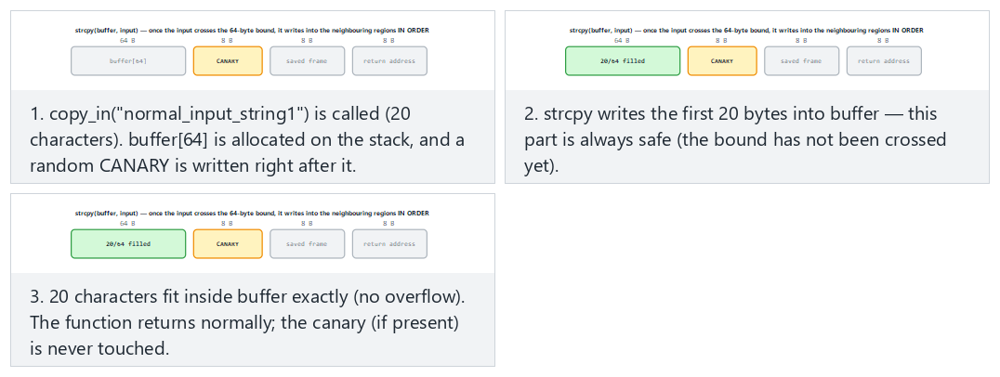 strcpy(buffer, input) — once the input crosses the 64-byte bound, it writes into the neighbouring regions IN ORDER
64 B 8 B 8 B 8 B
buffer[64] CANARY saved frame return address
1. copy_in("normal_input_string1") is called (20
characters). buffer[64] is allocated on the stack, and a
random CANARY is written right after it.
strcpy(buffer, input) — once the input crosses the 64-byte bound, it writes into the neighbouring regions IN ORDER
64 B 8 B 8 B 8 B
20/64 filled CANARY saved frame return address
2. strcpy writes the first 20 bytes into buffer — this
part is always safe (the bound has not been crossed
yet).
strcpy(buffer, input) — once the input crosses the 64-byte bound, it writes into the neighbouring regions IN ORDER
64 B 8 B 8 B 8 B
20/64 filled CANARY saved frame return address
3. 20 characters fit inside buffer exactly (no overflow).
The function returns normally; the canary (if present)
is never touched.